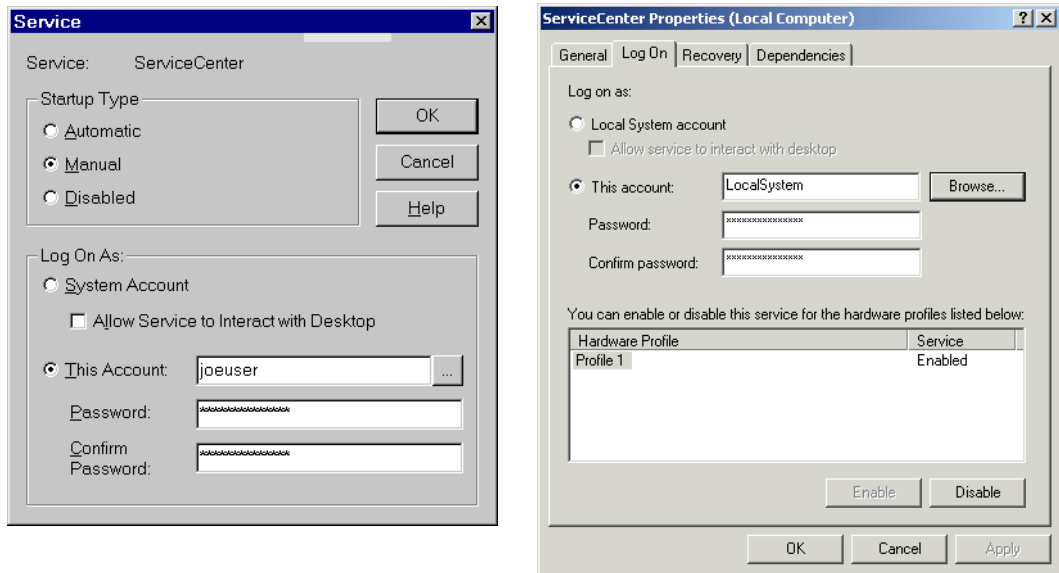 Service
Service: ServiceCenter
Startup Type
Automatic
Manual
Disabled
OK
Cancel
Help
Log On As:
System Account
Allow Service to Interact with Desktop
This Account: joeuser ...
Password: ***************
Confirm
Password: ***************
ServiceCenter Properties (Local Computer)
General Log On Recovery Dependencies
Log on as:
Local System account
Allow service to interact with desktop
This account: LocalSystem Browse...
Password: ***************
Confirm password: ***************
You can enable or disable this service for the hardware profiles listed below:
Hardware Profile Service
Profile 1 Enabled
Enable Disable
OK Cancel Apply